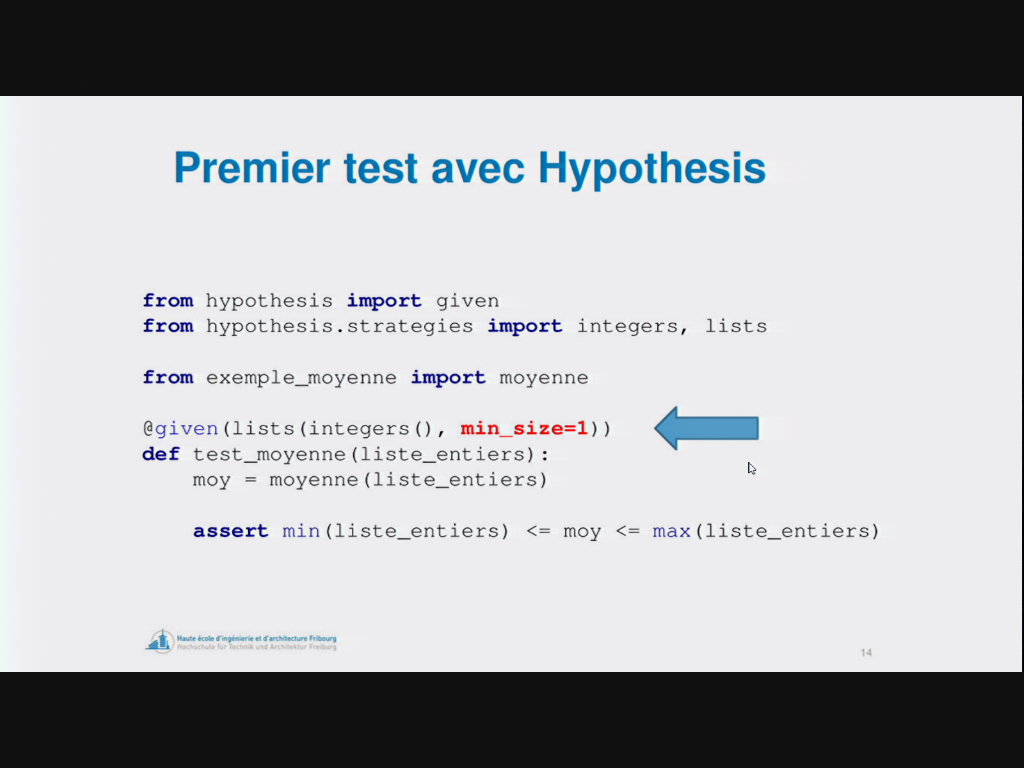 Premier test avec Hypothesis
from hypothesis import given
from hypothesis.strategies import integers, lists
from exemple_moyenne import moyenne
@given(lists(integers(), min_size=1))
def test_moyenne(liste_entiers):
    moy = moyenne(liste_entiers)
    assert min(liste_entiers) <= moy <= max(liste_entiers)
Haute école d'ingénierie et d'architecture Fribourg
Hochschule für Technik und Architektur Freiburg
14